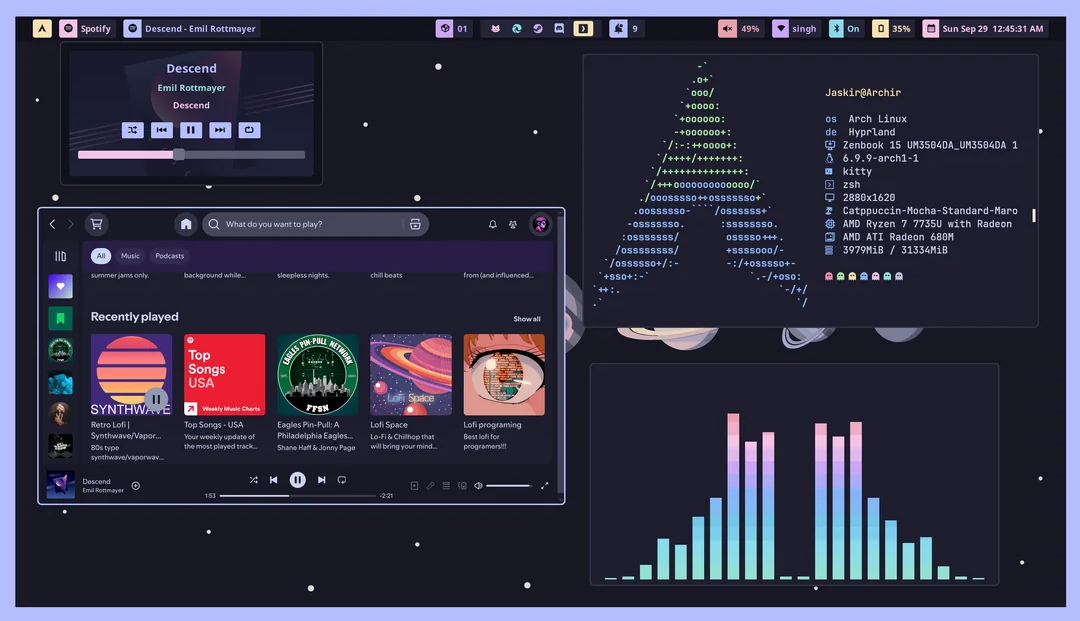 Spotify
Descend - Emil Rottmayer
01
9
49%
singh
On
35%
Sun Sep 29 12:45:31 AM
Descend
Emil Rottmayer
Descend
What do you want to play?
All
Music
Podcasts
summer jams only.
background while...
sleepless nights.
chill beats
from (and influenced...
Recently played
Show all
SYNTHWAVE
Top
Songs
USA
Weekly Music Charts
EAGLES PIN-PULL NETWORK
FFSN
Lofi Space
Retro Lofi |
Synthwave/Vapor...
80s type
synthwave/vaporwav...
Top Songs - USA
Your weekly update of
the most played track...
Eagles Pin-Pull: A
Philadelphia Eagles...
Shane Haff & Jonny Page
Lofi Space
Lo-Fi & Chillhop that
will bring your mind...
Lofi programing
Best lofi for
programers!!!
Descend
Emil Rottmayer
1:53
-2:21
Jaskir@Archir
os Arch Linux
de Hyprland
Zenbook 15 UM3504DA_UM3504DA 1
6.9.9-arch1-1
kitty
zsh
2880x1620
Catppuccin-Mocha-Standard-Maro
AMD Ryzen 7 7735U with Radeon
AMD ATI Radeon 680M
3979MiB / 31334MiB